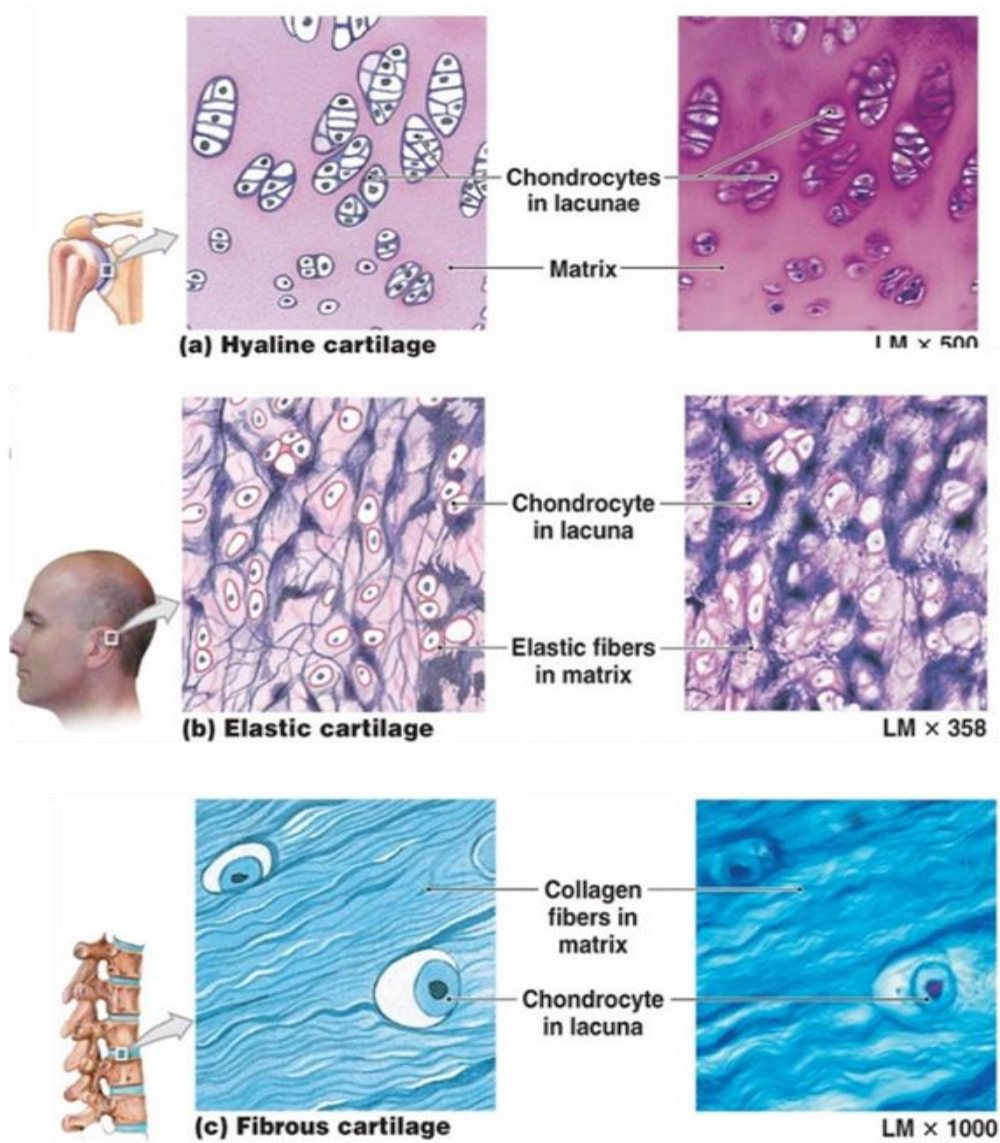 Chondrocytes
in lacunae
Matrix
(a) Hyaline cartilage
LM × 500
Chondrocyte
in lacuna
Elastic fibers
in matrix
(b) Elastic cartilage
LM × 358
Collagen
fibers in
matrix
Chondrocyte
in lacuna
(c) Fibrous cartilage
LM × 1000